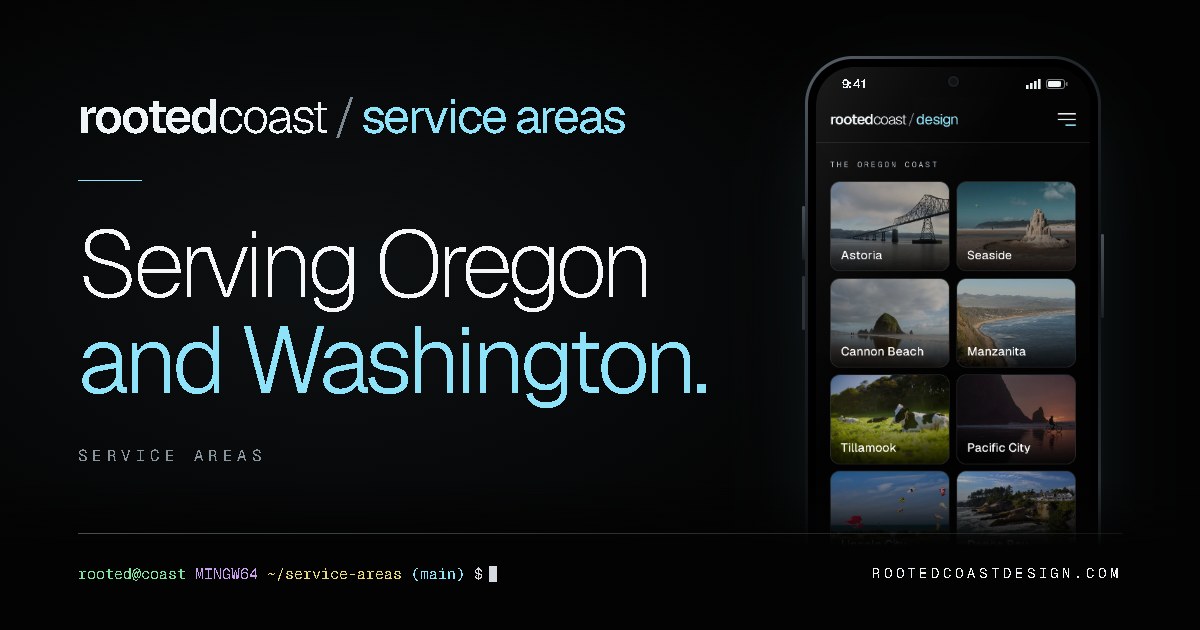 rootedcoast / service areas
Serving Oregon
and Washington.
SERVICE AREAS
rooted@coast MINGW64 ~/service-areas (main) $
9:41
rootedcoast / design
THE OREGON COAST
Astoria
Seaside
Cannon Beach
Manzanita
Tillamook
Pacific City
ROOTEDCOASTDESIGN.COM